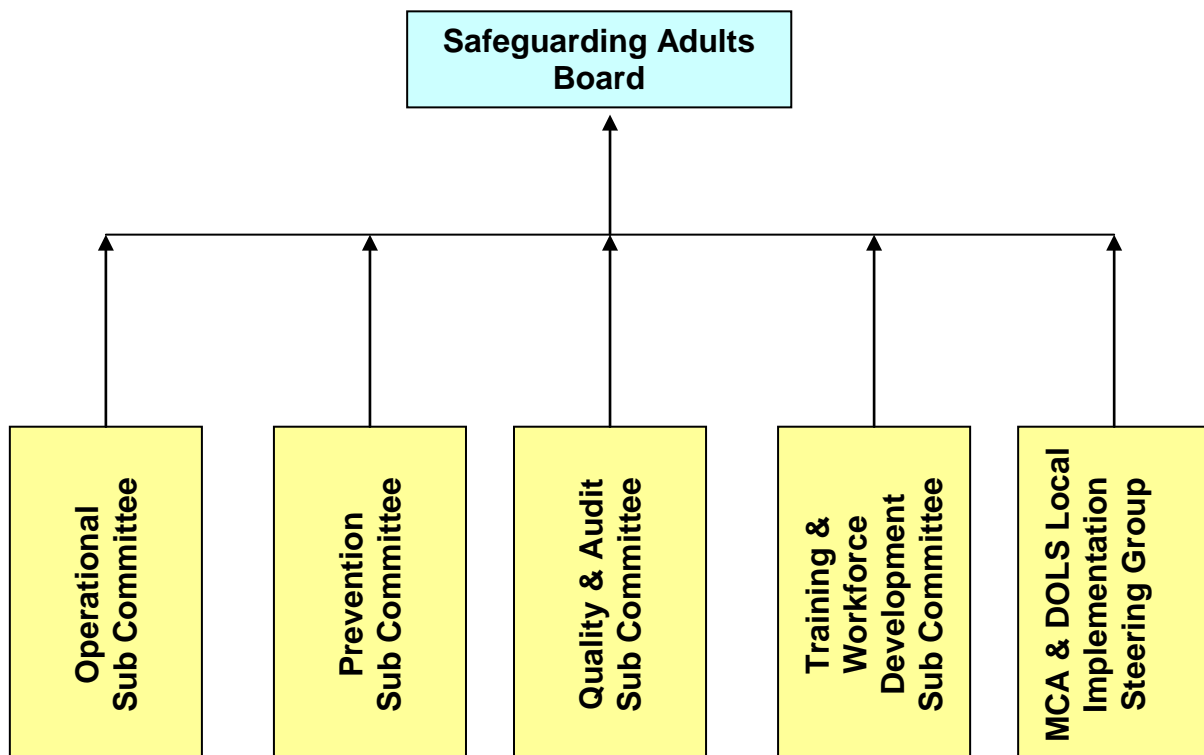 Safeguarding Adults
Board
Operational
Sub Committee
Prevention
Sub Committee
Quality & Audit
Sub Committee
Training &
Workforce
Development
Sub Committee
MCA & DOLS Local
Implementation
Steering Group